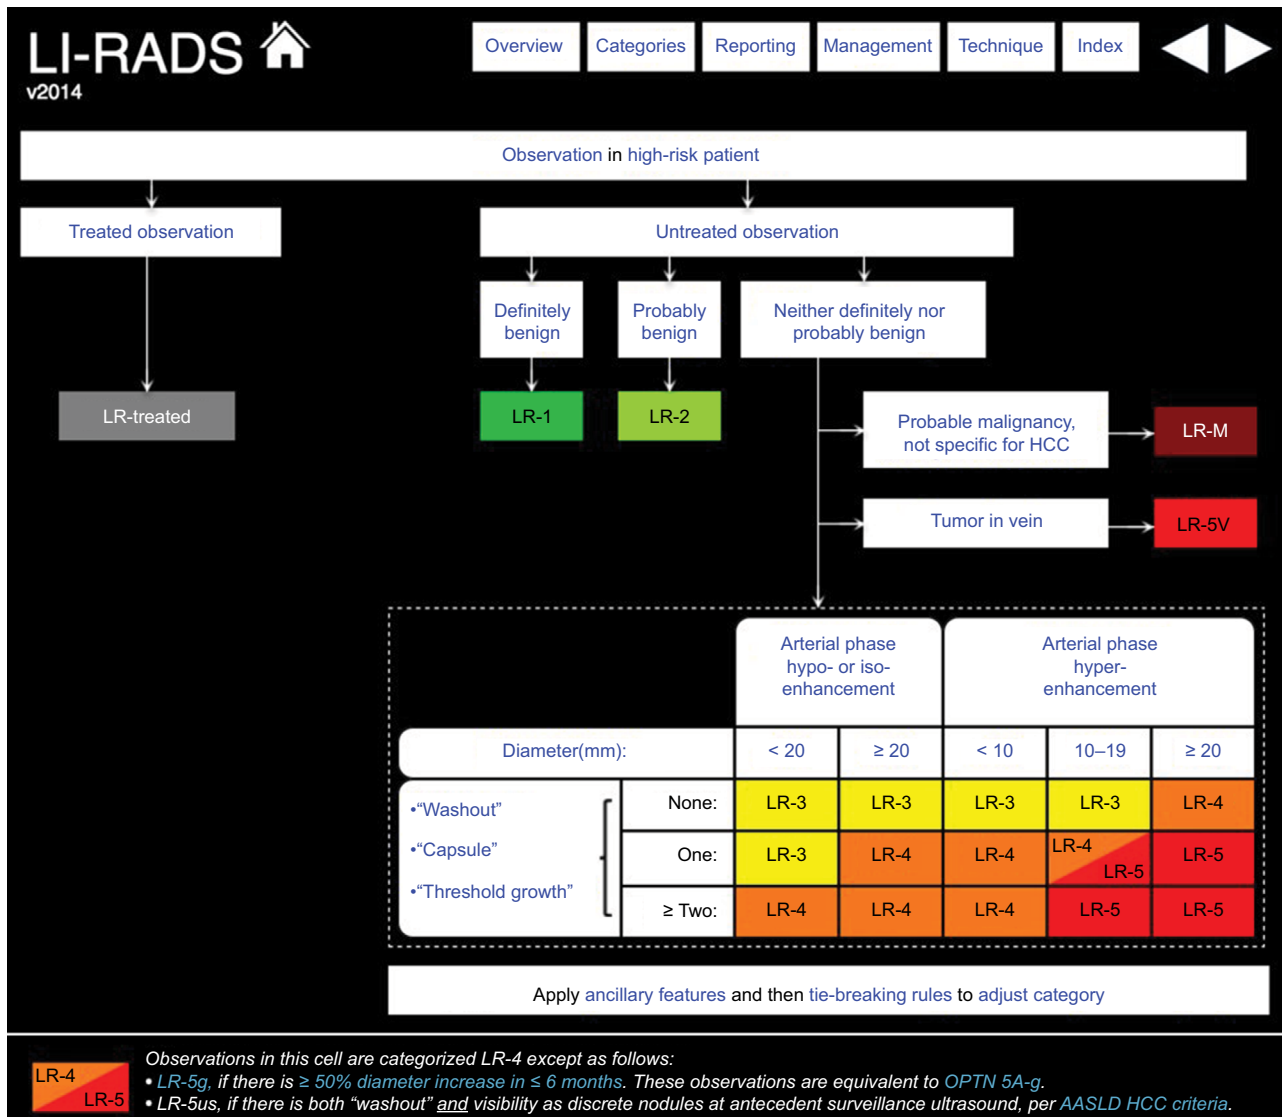 LI-RADS
v2014
Overview
Categories
Reporting
Management
Technique
Index
Observation in high-risk patient
Treated observation
Untreated observation
Definitely
benign
Probably
benign
Neither definitely nor
probably benign
LR-treated
LR-1
LR-2
Probable malignancy,
not specific for HCC
LR-M
Tumor in vein
LR-5V
Arterial phase
hypo- or iso-
enhancement
Arterial phase
hyper-
enhancement
Diameter(mm):
< 20
≥ 20
< 10
10–19
≥ 20
•“Washout”
•“Capsule”
•“Threshold growth”
None:
LR-3
LR-3
LR-3
LR-3
LR-4
One:
LR-3
LR-4
LR-4
LR-4
LR-5
LR-5
≥ Two:
LR-4
LR-4
LR-4
LR-5
LR-5
Apply ancillary features and then tie-breaking rules to adjust category
LR-4
LR-5
Observations in this cell are categorized LR-4 except as follows:
• LR-5g, if there is ≥ 50% diameter increase in ≤ 6 months. These observations are equivalent to OPTN 5A-g.
• LR-5us, if there is both “washout” and visibility as discrete nodules at antecedent surveillance ultrasound, per AASLD HCC criteria.